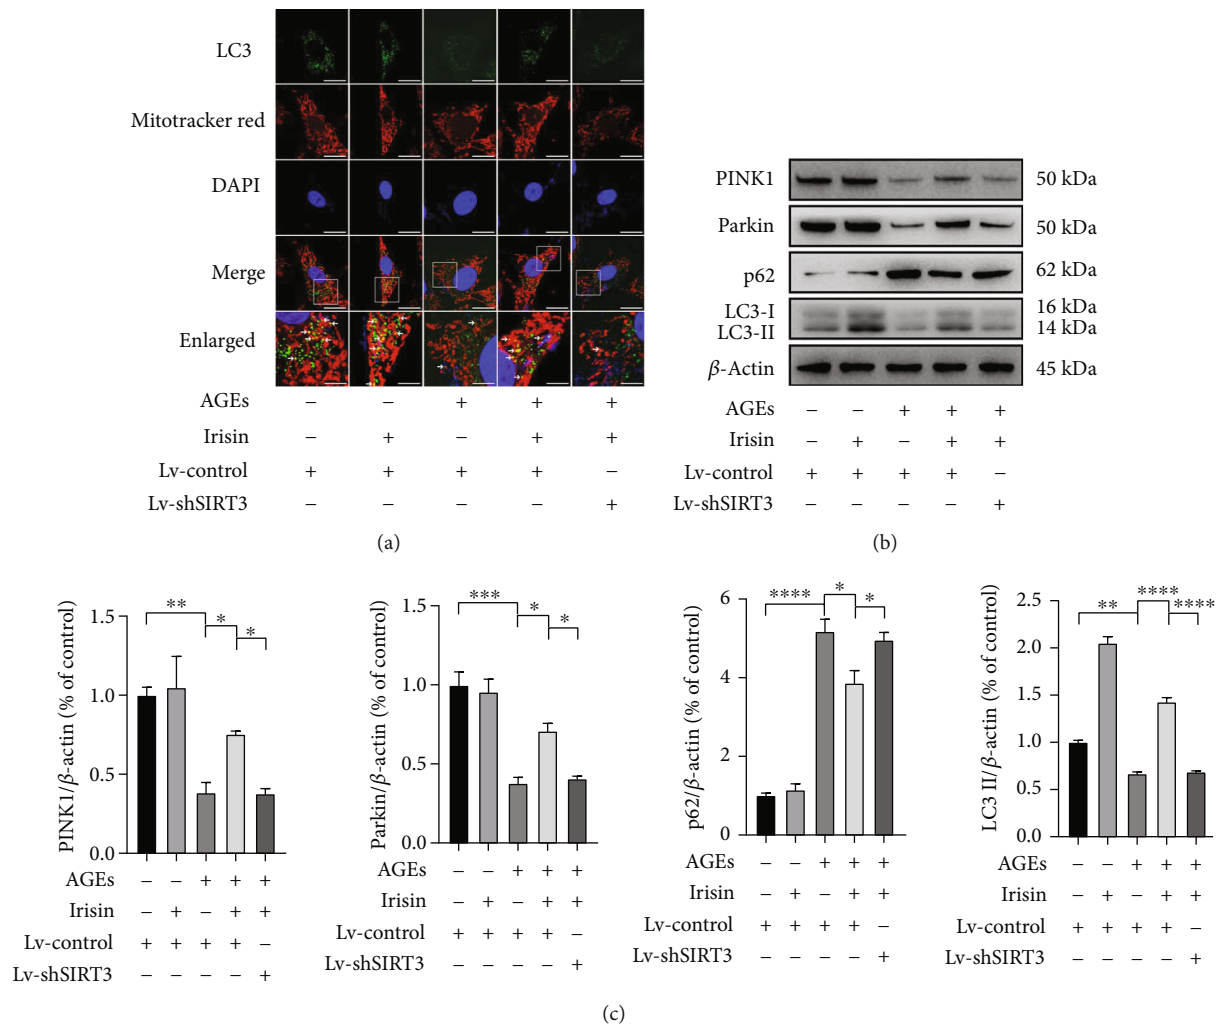 LC3
Mitotracker red
DAPI
Merge
Enlarged
AGEs – – + + +
Irisin – + – + +
Lv-control + + + + –
Lv-shSIRT3 – – – – +
(a)
PINK1 50 kDa
Parkin 50 kDa
p62 62 kDa
LC3-I 16 kDa
LC3-II 14 kDa
β-Actin 45 kDa
AGEs – – + + +
Irisin – + – + +
Lv-control + + + + –
Lv-shSIRT3 – – – – +
(b)
PINK1/β-actin (% of control)
1.5
1.0
0.5
0.0
** * *
AGEs – – + + +
Irisin – + – + +
Lv-control + + + + –
Lv-shSIRT3 – – – – +
Parkin/β-actin (% of control)
1.5
1.0
0.5
0.0
*** * *
AGEs – – + + +
Irisin – + – + +
Lv-control + + + + –
Lv-shSIRT3 – – – – +
p62/β-actin (% of control)
6
4
2
0
**** * *
AGEs – – + + +
Irisin – + – + +
Lv-control + + + + –
Lv-shSIRT3 – – – – +
LC3 II/β-actin (% of control)
2.5
2.0
1.5
1.0
0.5
0.0
** **** ****
AGEs – – + + +
Irisin – + – + +
Lv-control + + + + –
Lv-shSIRT3 – – – – +
(c)